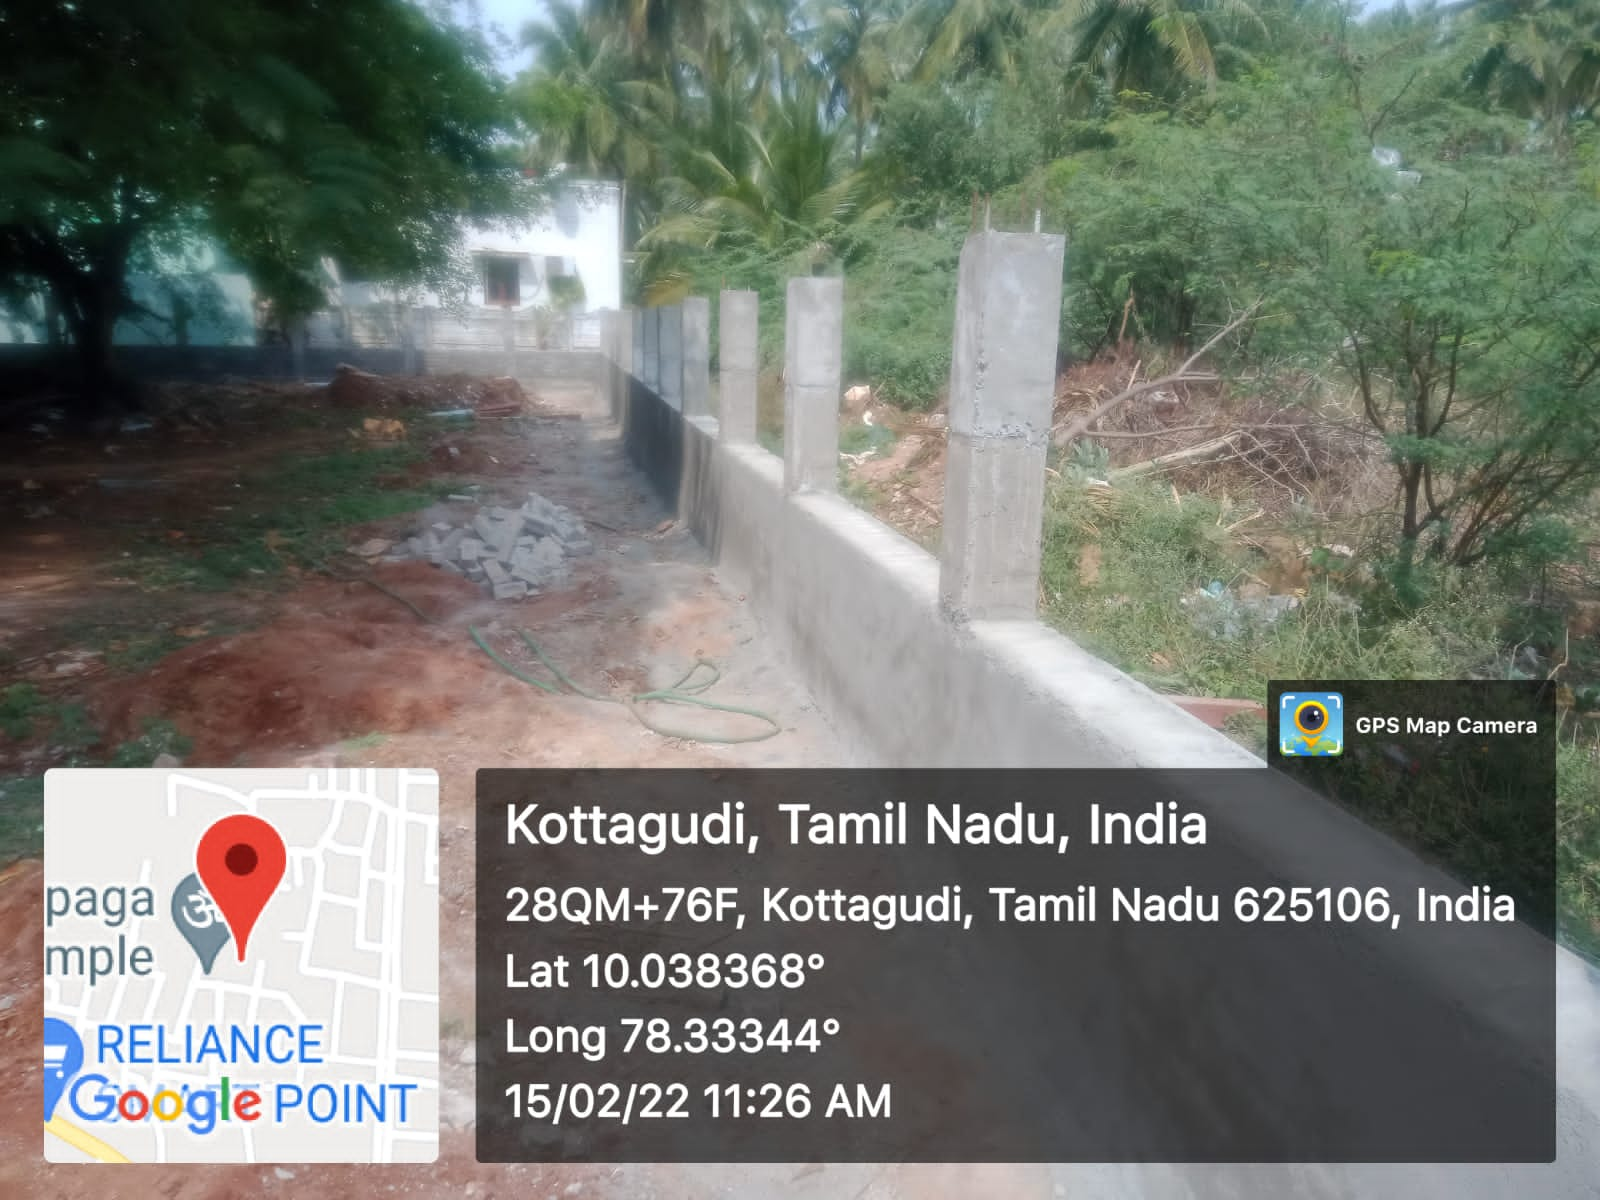 GPS Map Camera
Kottagudi, Tamil Nadu, India
28QM+76F, Kottagudi, Tamil Nadu 625106, India
Lat 10.038368°
Long 78.33344°
15/02/22 11:26 AM
paga
mple
RELIANCE
SMART
Google POINT